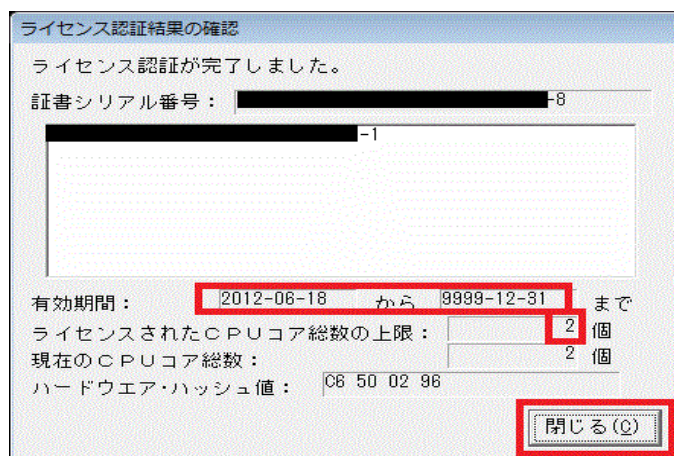 ライセンス認証結果の確認
ライセンス認証が完了しました。
証書シリアル番号： -8
-1
有効期間： 2012-06-18 から 9999-12-31 まで
ライセンスされたＣＰＵコア総数の上限： 2 個
現在のＣＰＵコア総数： 2 個
ハードウエア・ハッシュ値： C6 50 02 96
閉じる(C)